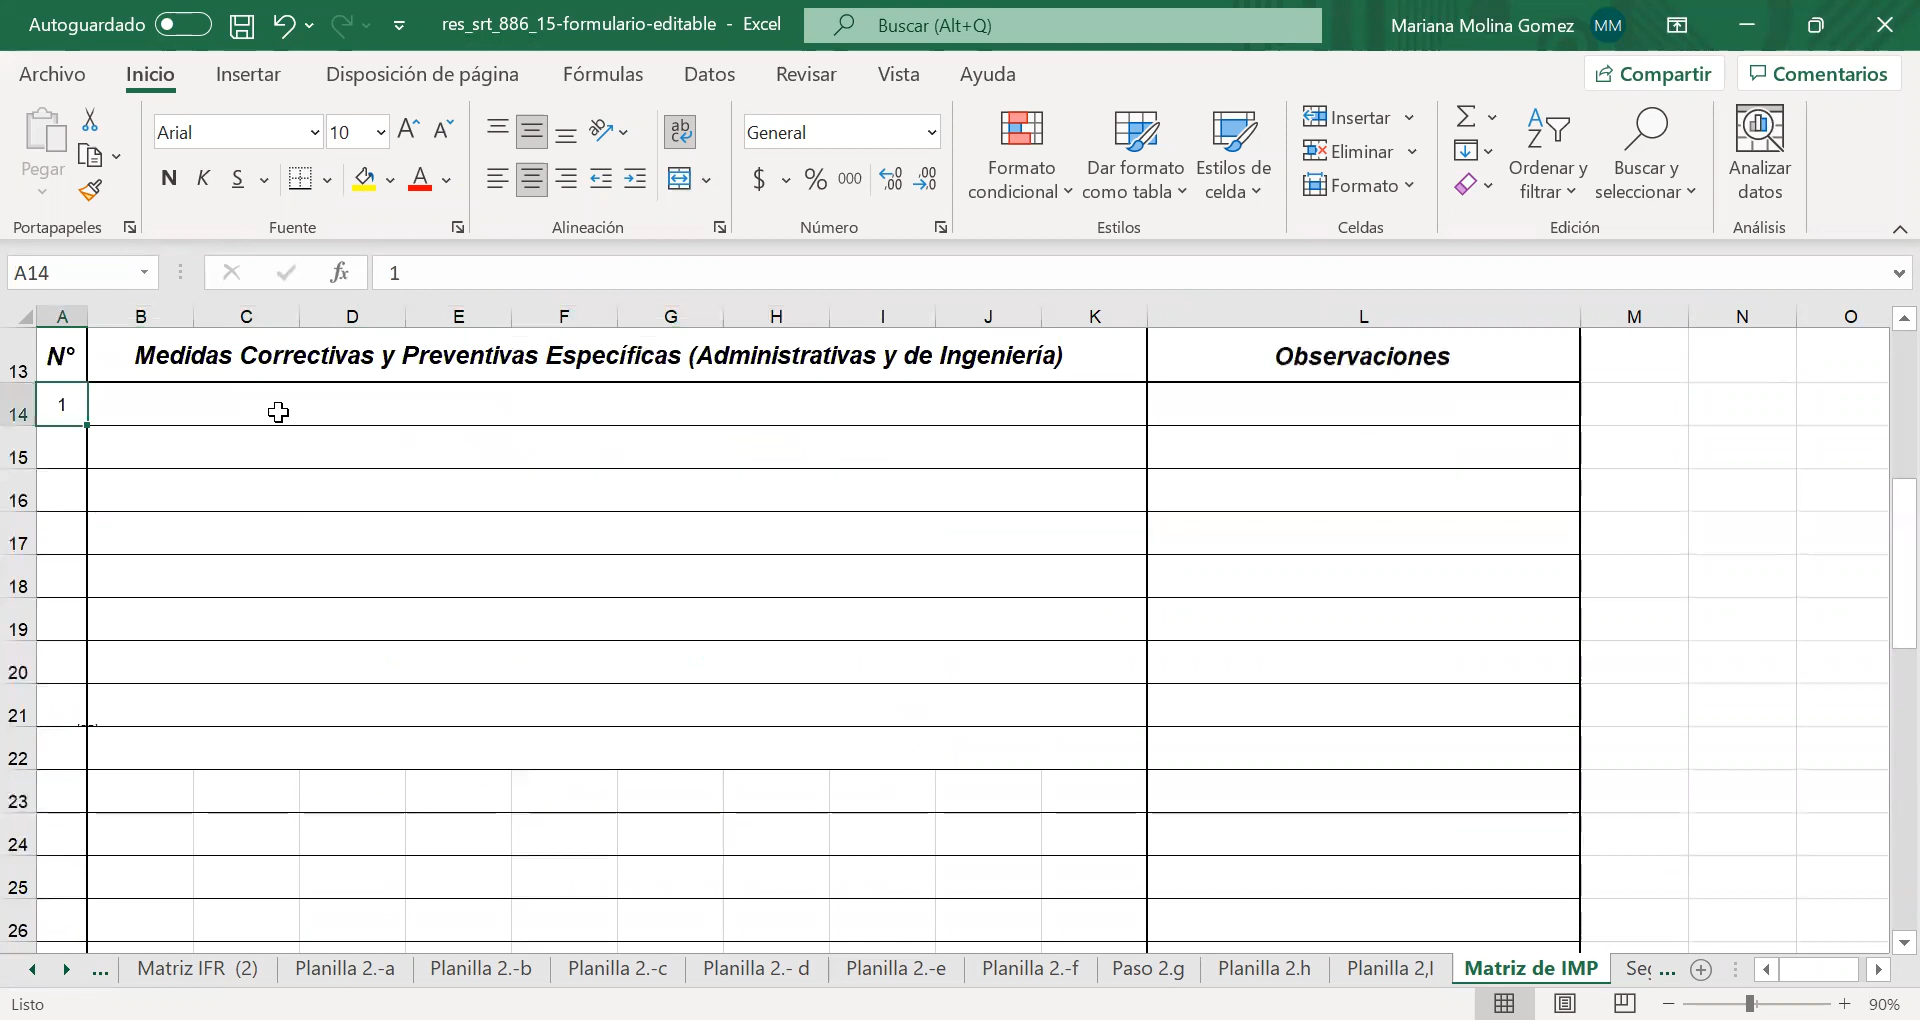 Autoguardado
res_srt_886_15-formulario-editable - Excel
Buscar (Alt+Q)
Mariana Molina Gomez MM
Archivo Inicio Insertar Disposición de página Fórmulas Datos Revisar Vista Ayuda
Compartir Comentarios
Pegar
Portapapeles
Arial 10
N K S
Fuente
ab
Alineación
General
$ % 000
Número
Formato condicional
Dar formato como tabla
Estilos de celda
Estilos
Insertar
Eliminar
Formato
Celdas
Ordenar y filtrar
Buscar y seleccionar
Edición
Analizar datos
Análisis
A14 fx 1
A B C D E F G H I J K L M N O
13 N° Medidas Correctivas y Preventivas Específicas (Administrativas y de Ingeniería) Observaciones
14 1
15
16
17
18
19
20
21
22
23
24
25
26
... Matriz IFR (2) Planilla 2.-a Planilla 2.-b Planilla 2.-c Planilla 2.- d Planilla 2.-e Planilla 2.-f Paso 2.g Planilla 2.h Planilla 2,I Matriz de IMP Seg ...
Listo
90%